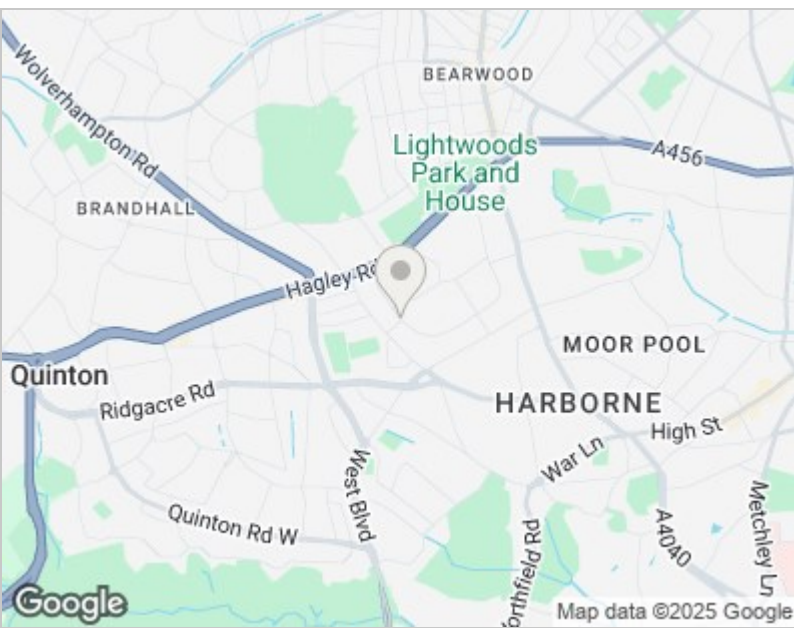 BEARWOOD
Wolverhampton Rd
Lightwoods
Park and
House
A456
BRANDHALL
Hagley Rd
MOOR POOL
Quinton
Ridgacre Rd
HARBORNE
High St
War Ln
West Blvd
Quinton Rd W
A4040
Metchley Ln
orthfield Rd
Google
Map data ©2025 Google